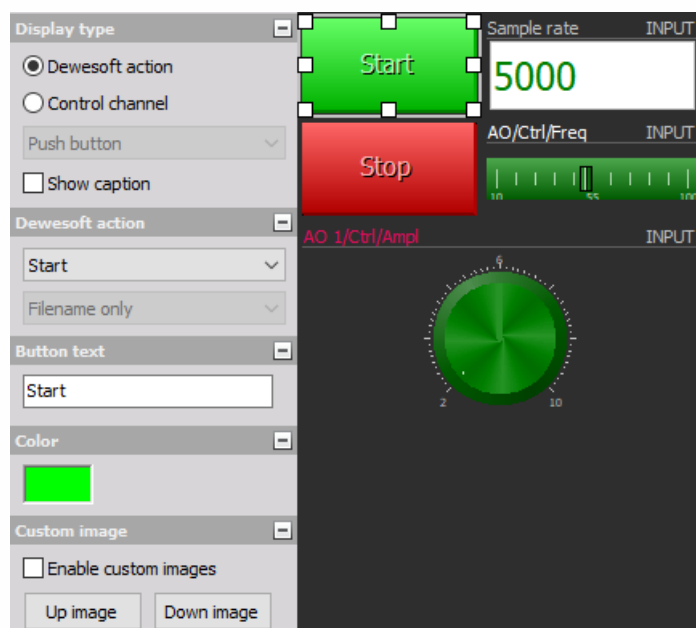 Display type
Dewesoft action
Control channel
Push button
Show caption
Dewesoft action
Start
Filename only
Button text
Start
Color
Custom image
Enable custom images
Up image Down image
Start
Sample rate INPUT
5000
Stop
AO/Ctrl/Freq INPUT
10 55 100
AO 1/Ctrl/Ampl INPUT
6
2 10